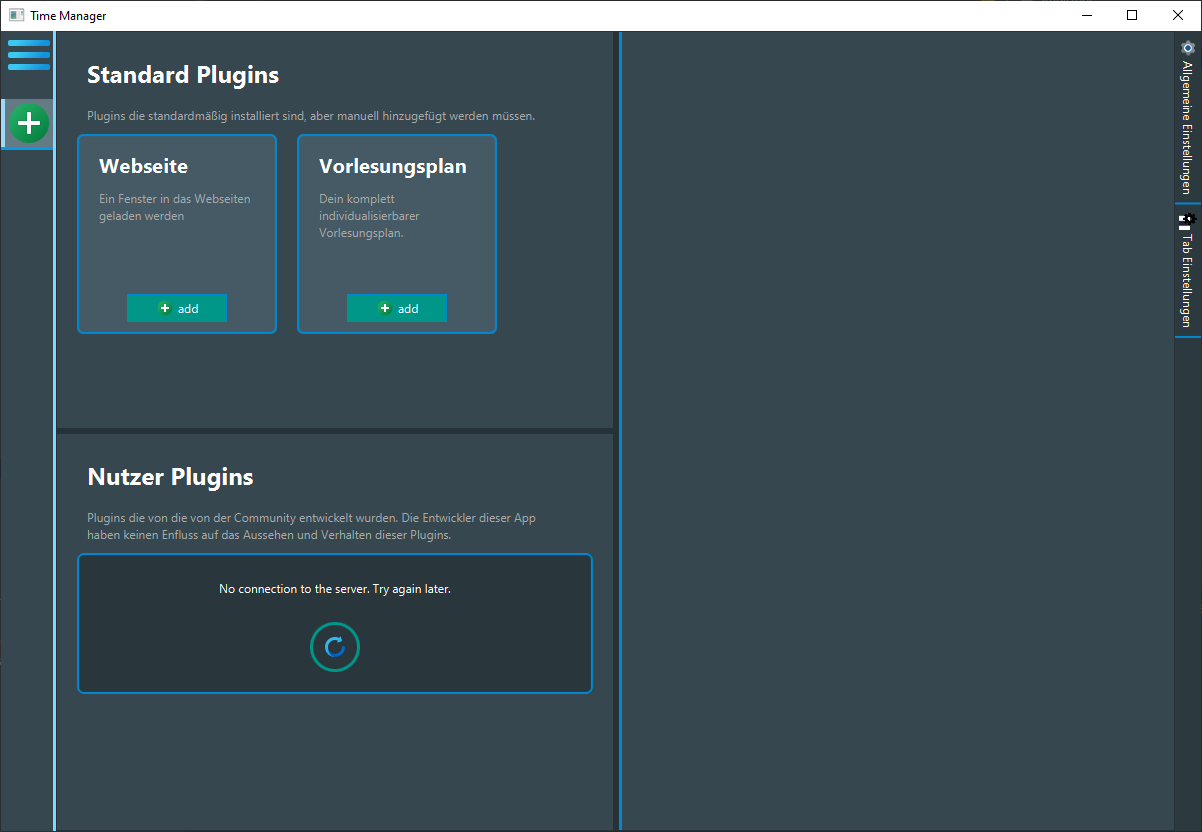 Time Manager
Standard Plugins
Plugins die standardmäßig installiert sind, aber manuell hinzugefügt werden müssen.
Webseite
Ein Fenster in das Webseiten
geladen werden
add
Vorlesungsplan
Dein komplett
individualisierbarer
Vorlesungsplan.
add
Nutzer Plugins
Plugins die von die von der Community entwickelt wurden. Die Entwickler dieser App
haben keinen Enfluss auf das Aussehen und Verhalten dieser Plugins.
No connection to the server. Try again later.
Allgemeine Einstellungen
Tab Einstellungen